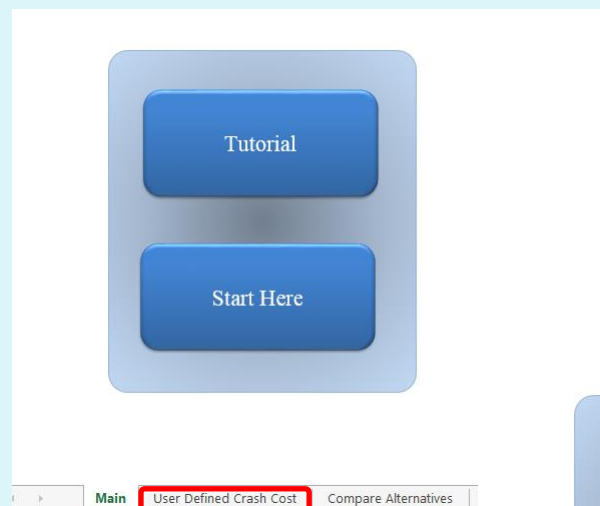 Tutorial
Start Here
Main User Defined Crash Cost Compare Alternatives